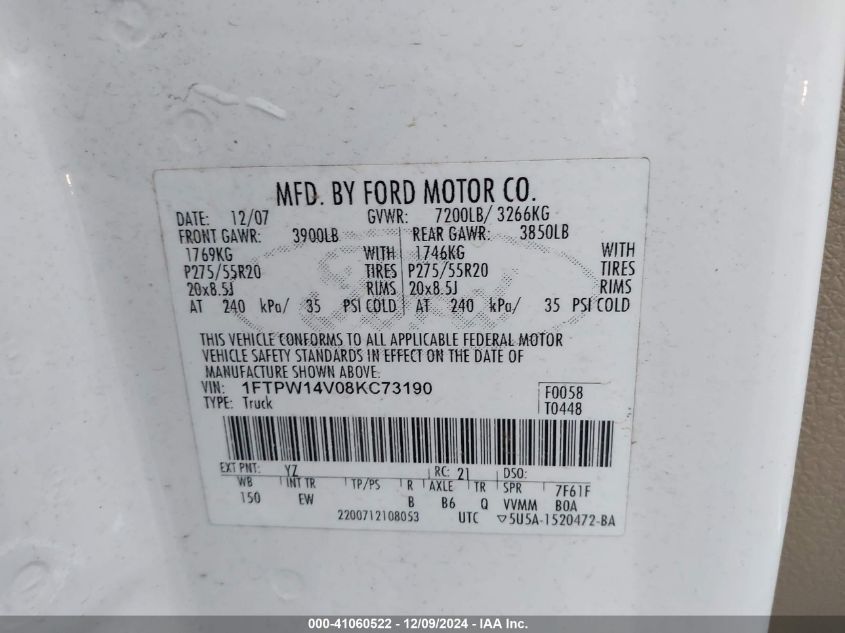 MFD. BY FORD MOTOR CO.
DATE: 12/07 GVWR: 7200LB/ 3266KG
FRONT GAWR: 3900LB REAR GAWR: 3850LB
1769KG WITH 1746KG WITH
P275/55R20 TIRES P275/55R20 TIRES
20x8.5J RIMS 20x8.5J RIMS
AT 240 kPa/ 35 PSI COLD AT 240 kPa/ 35 PSI COLD
THIS VEHICLE CONFORMS TO ALL APPLICABLE FEDERAL MOTOR
VEHICLE SAFETY STANDARDS IN EFFECT ON THE DATE OF
MANUFACTURE SHOWN ABOVE.
VIN: 1FTPW14V08KC73190 F0058
TYPE: Truck T0448
EXT PNT: YZ RC: 21 DSO:
WB INT TR TP/PS R AXLE TR SPR 7F61F
150 EW B B6 Q VVMM BOA
2200712108053 UTC ▽5U5A-1520472-BA
000-41060522 - 12/09/2024 - IAA Inc.